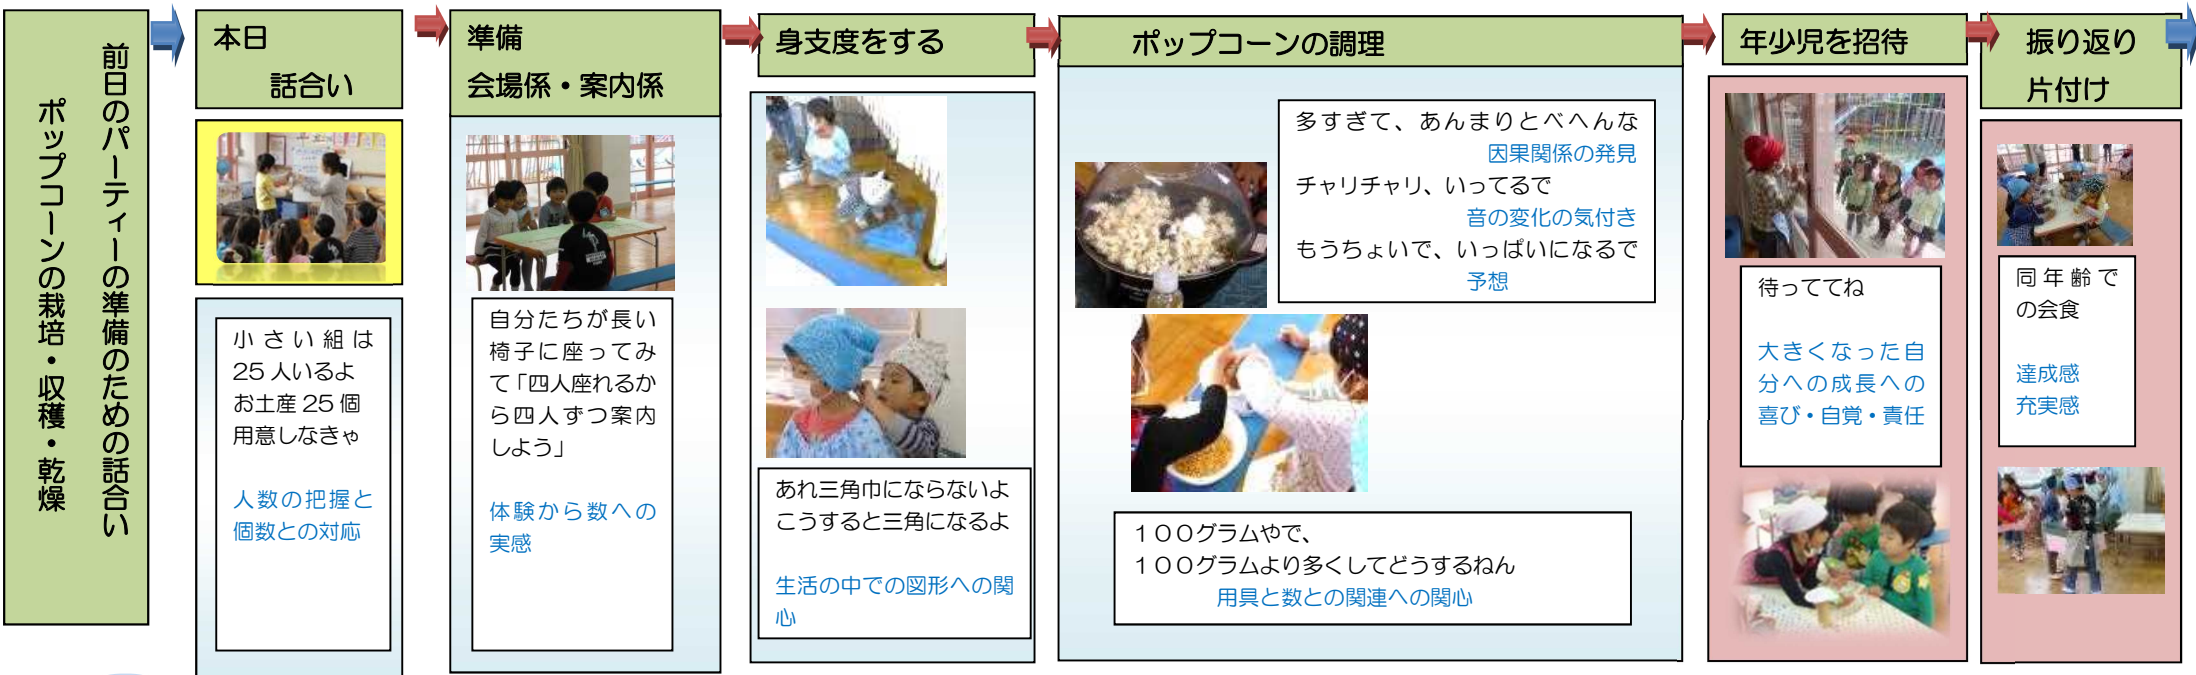 前日のパーティーの準備のための話合い
ポップコーンの栽培・収穫・乾燥
本日
話合い
小さい組は
25人いるよ
お土産25個
用意しなきゃ
人数の把握と
個数との対応
準備
会場係・案内係
自分たちが長い
椅子に座ってみ
て「四人座れるか
ら四人ずつ案内
しよう」
体験から数への
実感
身支度をする
あれ三角巾にならないよ
こうすると三角になるよ
生活の中での図形への関
心
ポップコーンの調理
多すぎて、あんまりとべへんな
因果関係の発見
チャリチャリ、いってるで
音の変化の気付き
もうちょいで、いっぱいになるで
予想
１００グラムやで、
１００グラムより多くしてどうするねん
用具と数との関連への関心
年少児を招待
待っててね
大きくなった自
分への成長への
喜び・自覚・責任
振り返り
片付け
同年齢で
の会食
達成感
充実感